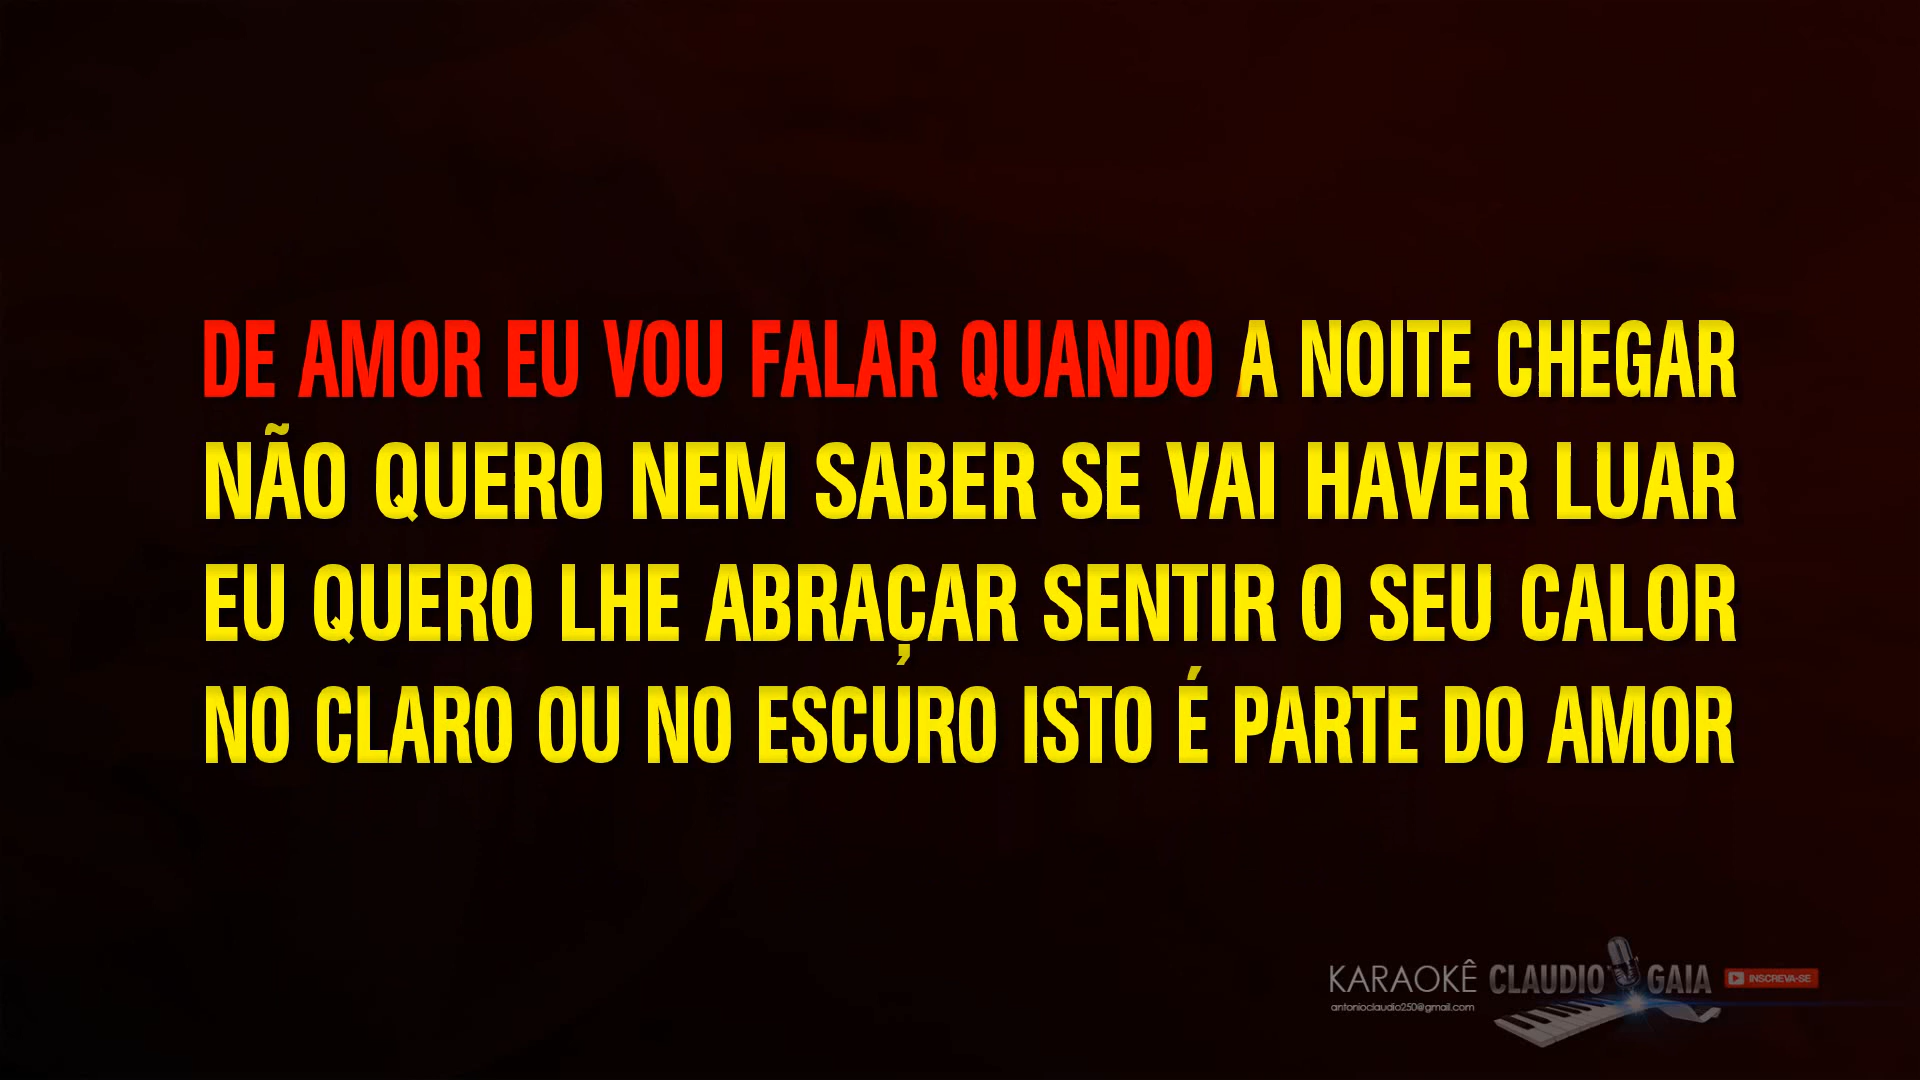 DE AMOR EU VOU FALAR QUANDO A NOITE CHEGAR
NÃO QUERO NEM SABER SE VAI HAVER LUAR
EU QUERO LHE ABRAÇAR SENTIR O SEU CALOR
NO CLARO OU NO ESCURO ISTO É PARTE DO AMOR
KARAOKÊ CLAUDIO GAIA INSCREVA-SE
antonioclaudio250@gmail.com